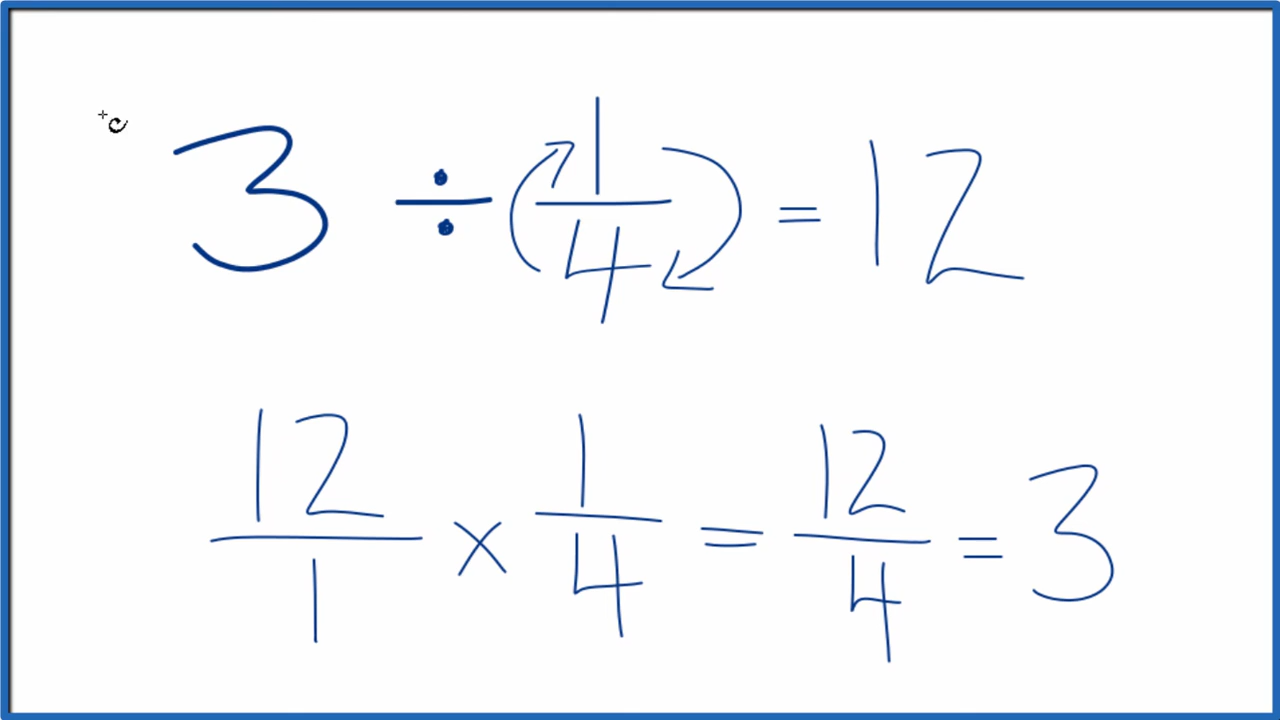 3 ÷ 1/4 = 12
12/1 × 1/4 = 12/4 = 3